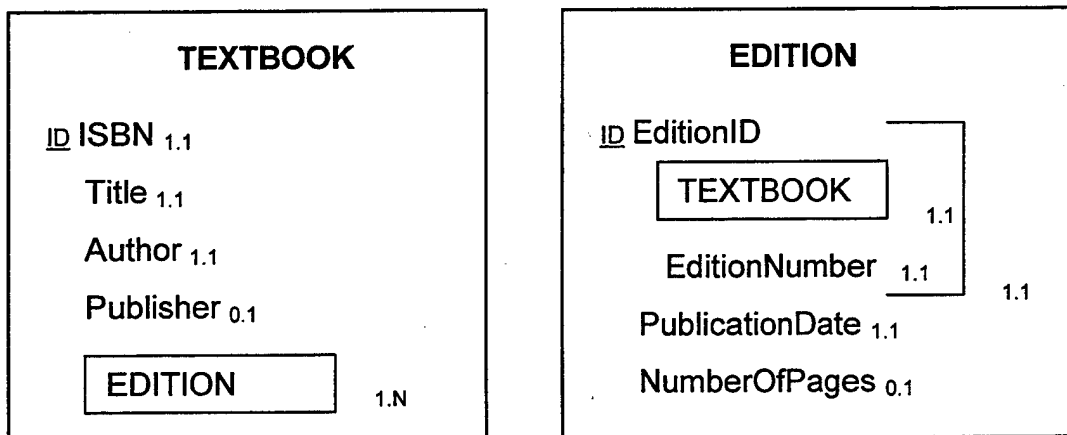 TEXTBOOK
ID ISBN 1.1
Title 1.1
Author 1.1
Publisher 0.1
EDITION 1.N
EDITION
ID EditionID
TEXTBOOK 1.1
EditionNumber 1.1
1.1
PublicationDate 1.1
NumberOfPages 0.1